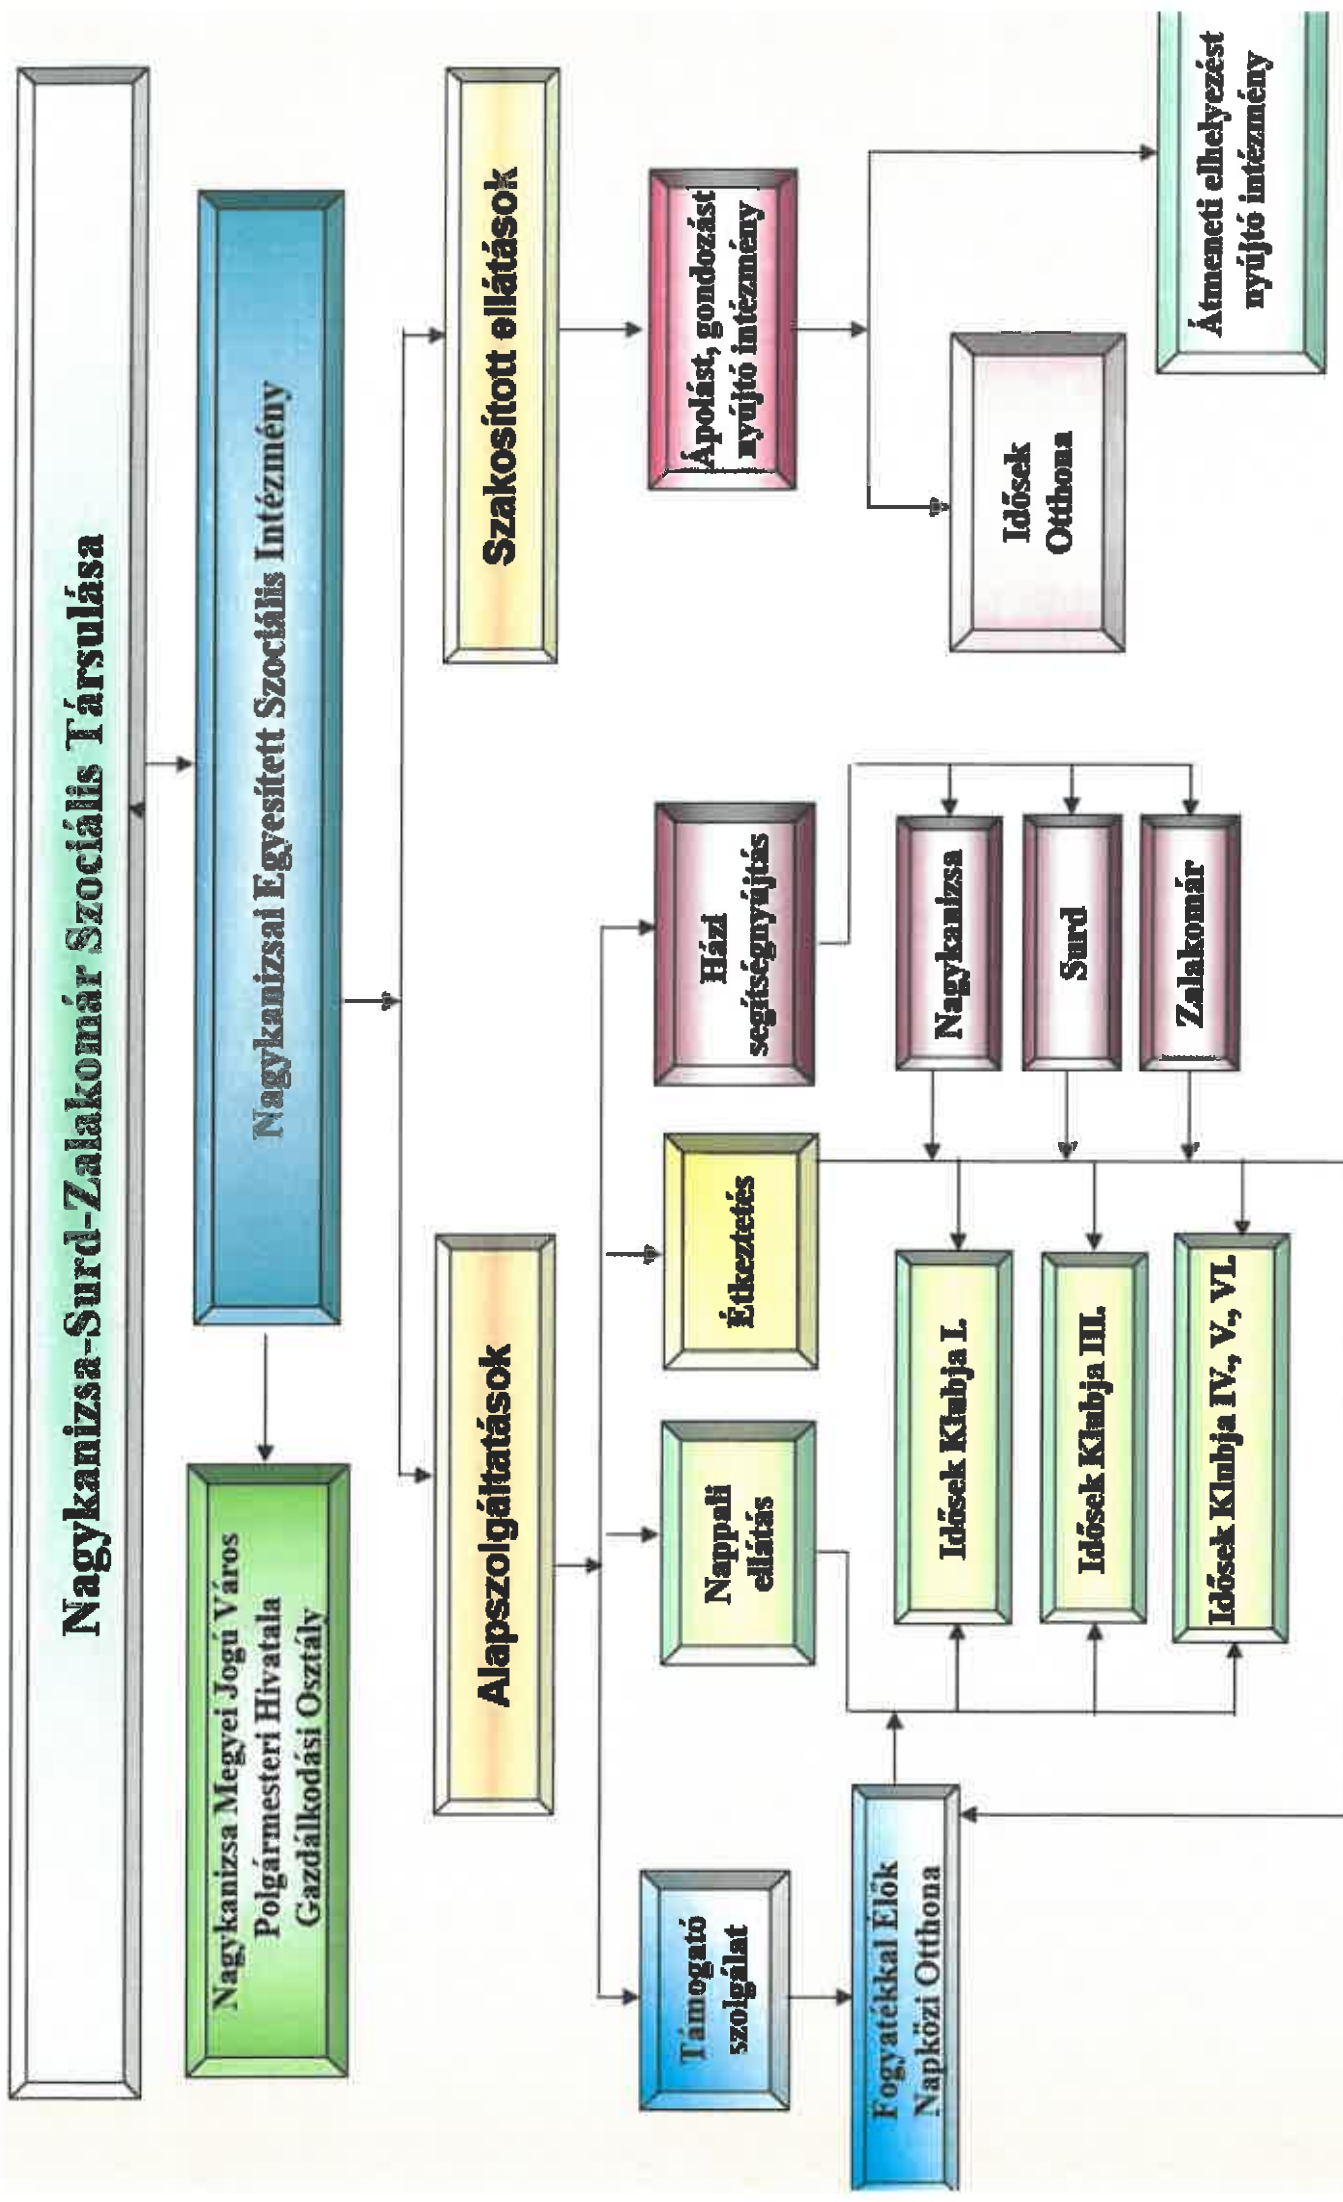 Nagykanizsa-Surd-Zalakomár Szociális Társulása
Nagykanizsa Megyei Jogú Város
Polgármesteri Hivatala
Gazdálkodási Osztály
Nagykanizsai Egyesített Szociális Intézmény
Alapszolgáltatások
Szakosított ellátások
Támogató
szolgálat
Nappali
ellátás
Étkeztetés
Házi
segítségnyújtás
Ápolást, gondozást
nyújtó intézmény
Fogyatékkal Élők
Napközi Otthona
Idősek Klubja I.
Idősek Klubja III.
Idősek Klubja IV., V., VI.
Nagykanizsa
Surd
Zalakomár
Idősek
Otthona
Átmeneti elhelyezést
nyújtó intézmény